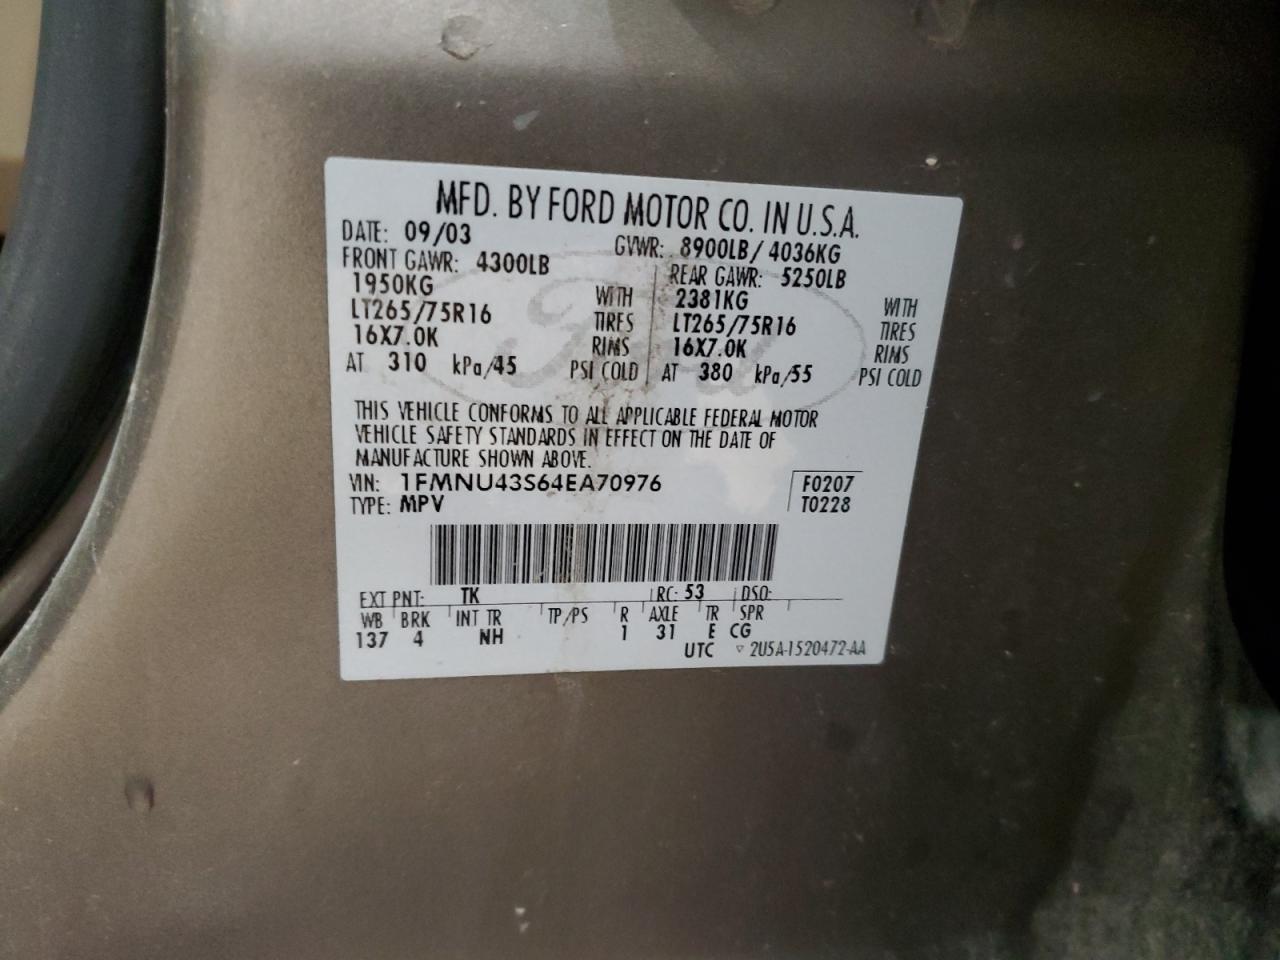 MFD. BY FORD MOTOR CO. IN U.S.A.
DATE: 09/03 GVWR: 8900LB/ 4036KG
FRONT GAWR: 4300LB REAR GAWR: 5250LB
1950KG WITH 2381KG WITH
LT265/75R16 TIRES LT265/75R16 TIRES
16X7.0K RIMS 16X7.0K RIMS
AT 310 kPa/45 PSI COLD AT 380 kPa/55 PSI COLD
Ford
THIS VEHICLE CONFORMS TO ALL APPLICABLE FEDERAL MOTOR
VEHICLE SAFETY STANDARDS IN EFFECT ON THE DATE OF
MANUFACTURE SHOWN ABOVE.
VIN: 1FMNU43S64EA70976 F0207
TYPE: MPV T0228
EXT PNT: TK RC: 53 DSO:
WB BRK INT TR TP/PS R AXLE TR SPR
137 4 NH 1 31 E CG
UTC ▽ 2U5A-1520472-AA